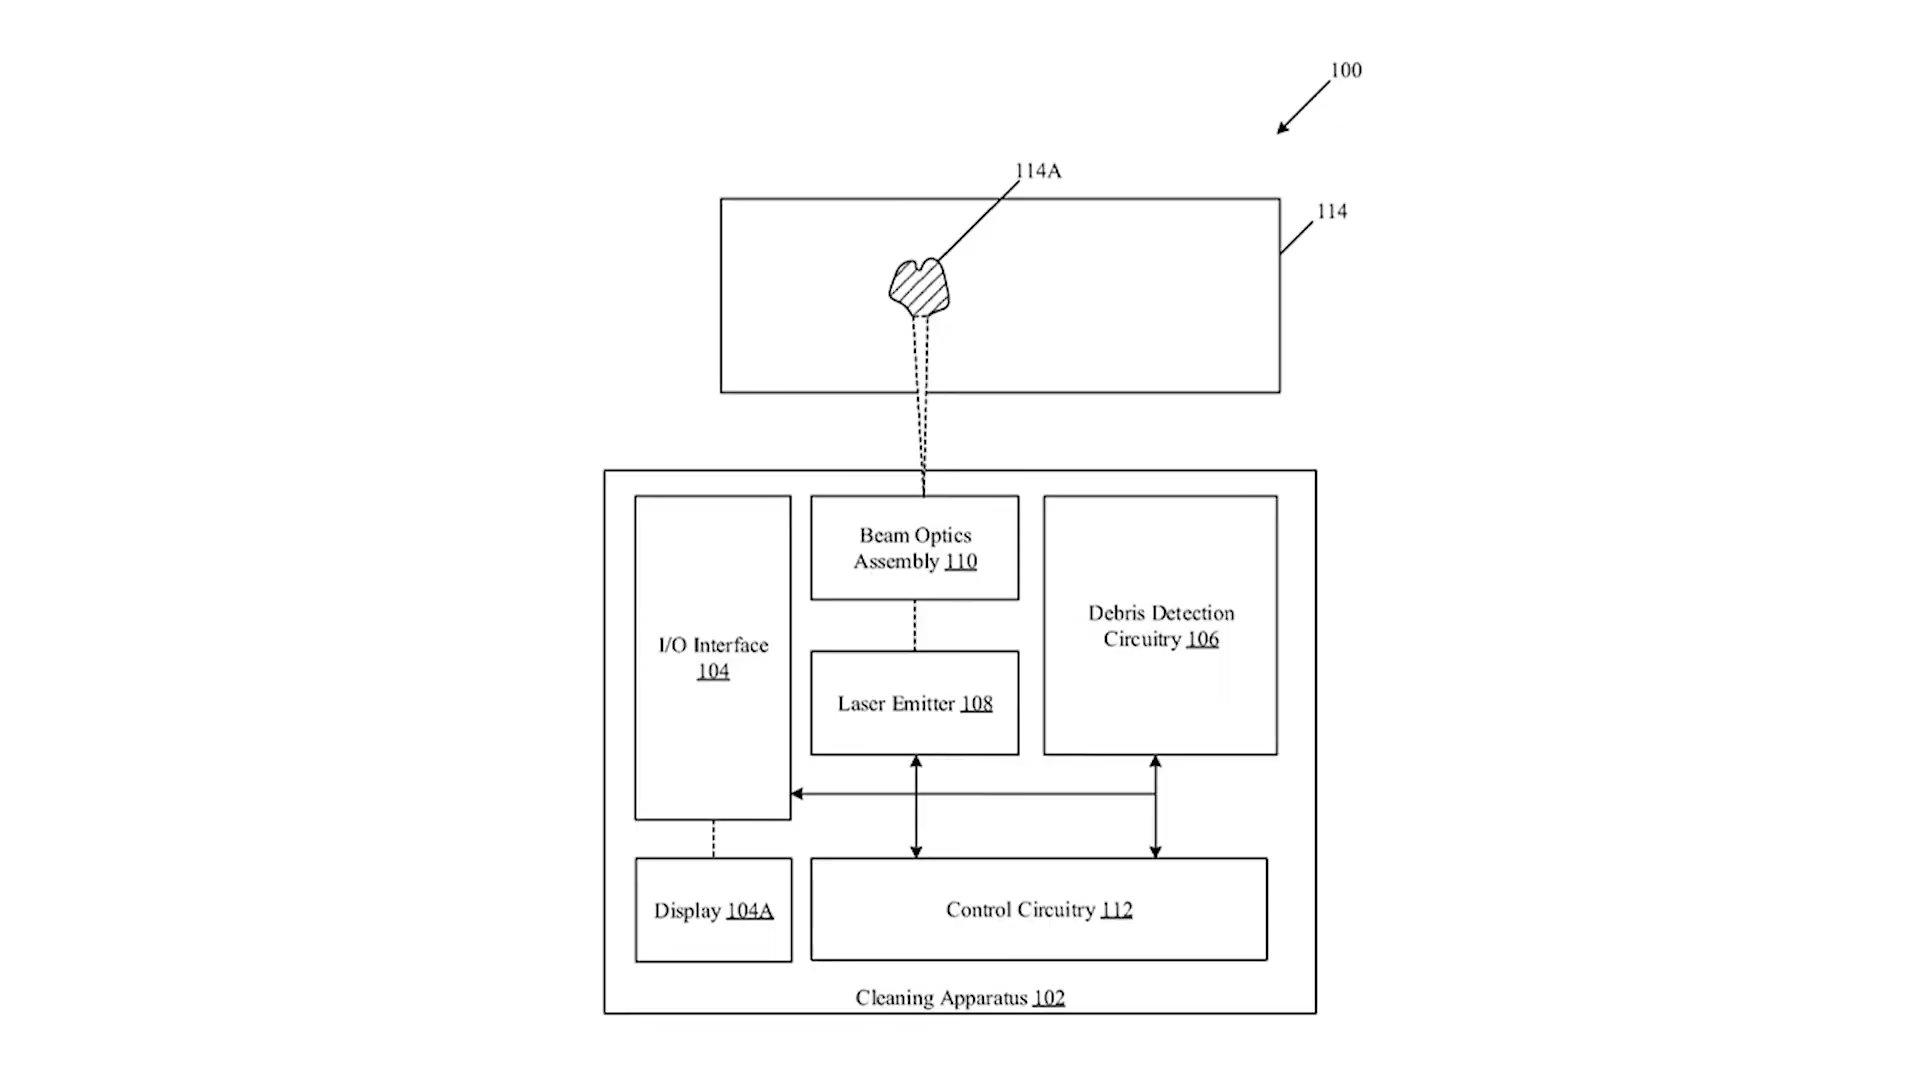 100
114A
114
Beam Optics
Assembly 110
Debris Detection
Circuitry 106
I/O Interface
104
Laser Emitter 108
Display 104A
Control Circuitry 112
Cleaning Apparatus 102